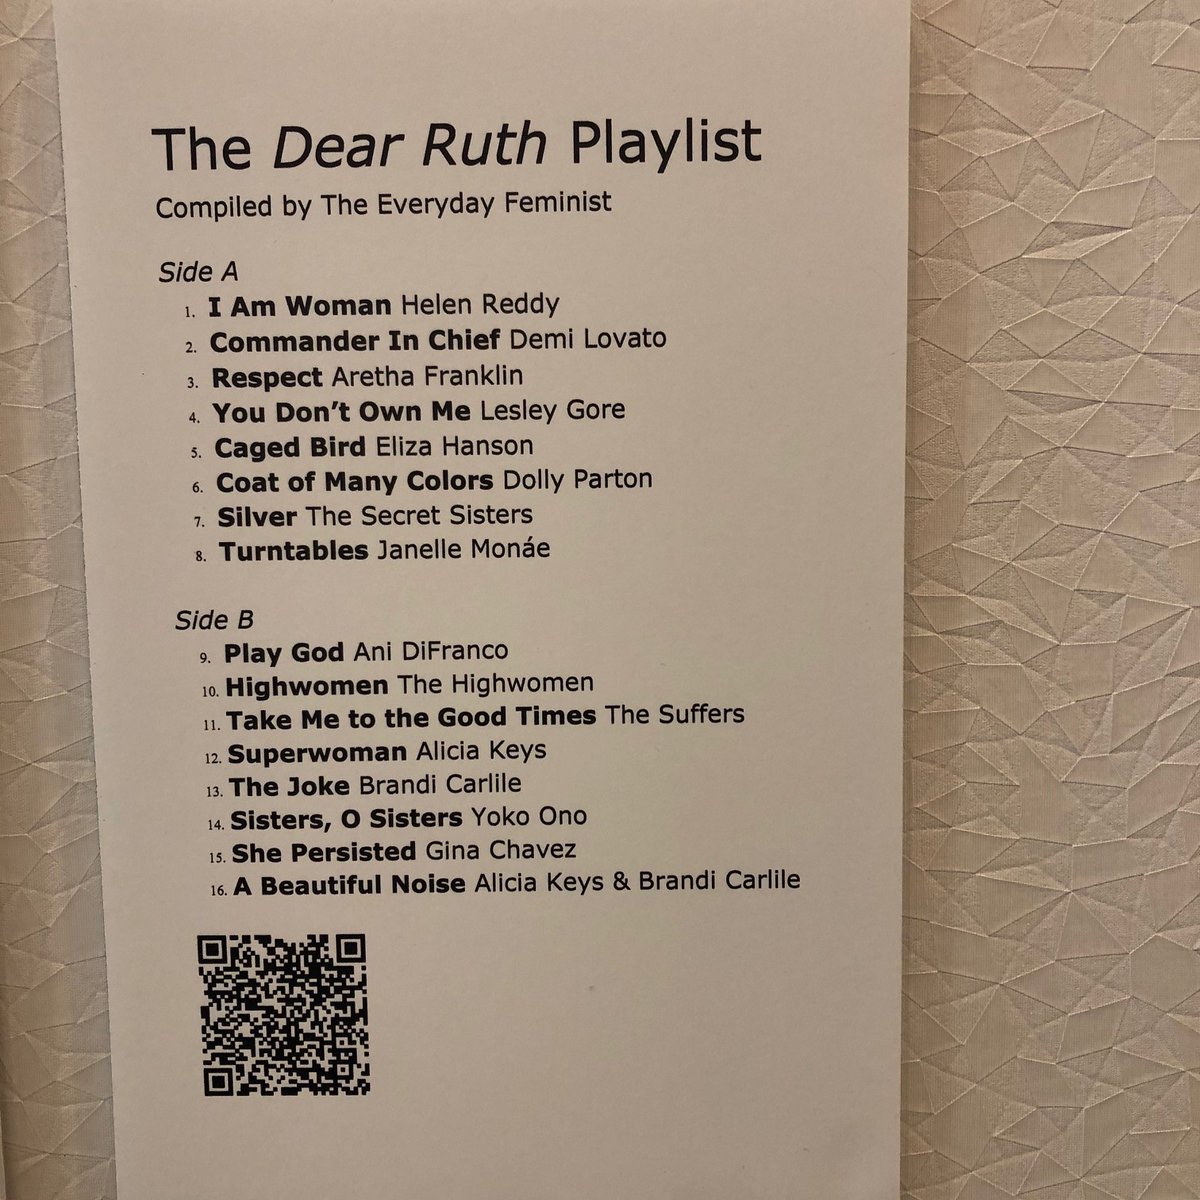 The Dear Ruth Playlist
Compiled by The Everyday Feminist
Side A
1. I Am Woman Helen Reddy
2. Commander In Chief Demi Lovato
3. Respect Aretha Franklin
4. You Don’t Own Me Lesley Gore
5. Caged Bird Eliza Hanson
6. Coat of Many Colors Dolly Parton
7. Silver The Secret Sisters
8. Turntables Janelle Monáe
Side B
9. Play God Ani DiFranco
10. Highwomen The Highwomen
11. Take Me to the Good Times The Suffers
12. Superwoman Alicia Keys
13. The Joke Brandi Carlile
14. Sisters, O Sisters Yoko Ono
15. She Persisted Gina Chavez
16. A Beautiful Noise Alicia Keys & Brandi Carlile